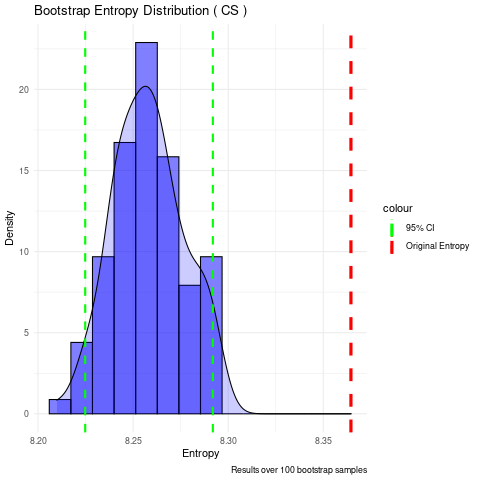 Bootstrap Entropy Distribution ( CS )
Density
20
15
10
5
0
8.20
8.25
8.30
8.35
Entropy
colour
95% CI
Original Entropy
Results over 100 bootstrap samples